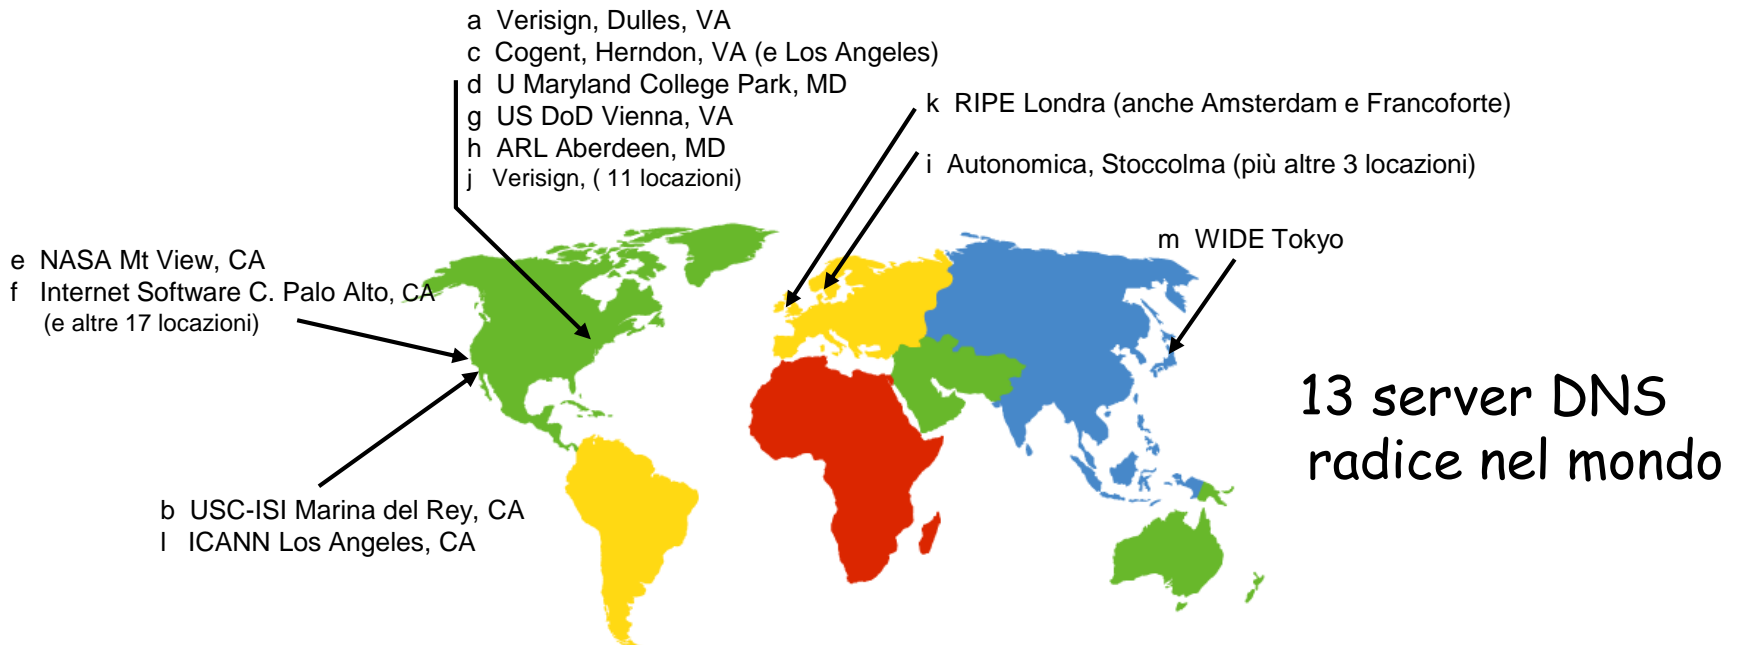 a Verisign, Dulles, VA
c Cogent, Herndon, VA (e Los Angeles)
d U Maryland College Park, MD
g US DoD Vienna, VA
h ARL Aberdeen, MD
j Verisign, ( 11 locazioni)
k RIPE Londra (anche Amsterdam e Francoforte)
i Autonomica, Stoccolma (più altre 3 locazioni)
m WIDE Tokyo
e NASA Mt View, CA
f Internet Software C. Palo Alto, CA
(e altre 17 locazioni)
b USC-ISI Marina del Rey, CA
l ICANN Los Angeles, CA
13 server DNS
radice nel mondo